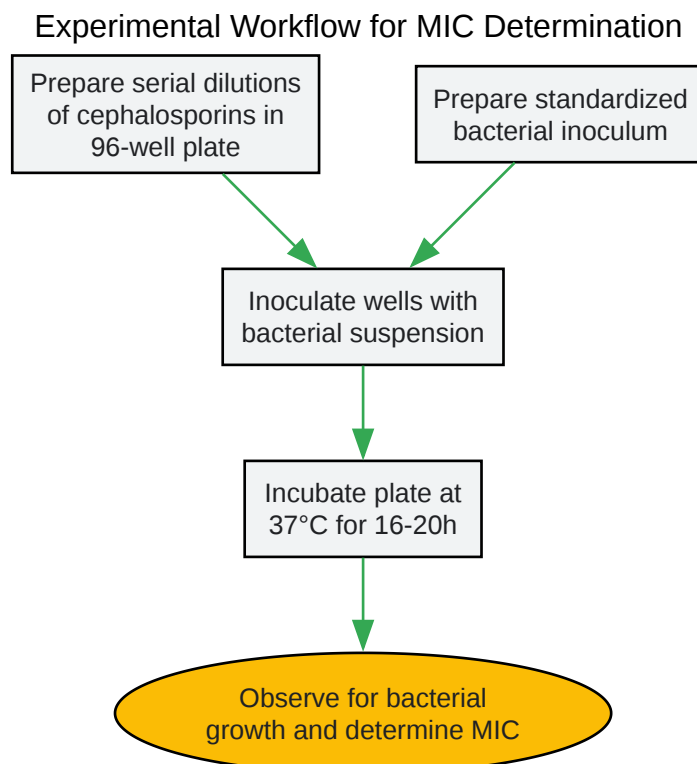 Experimental Workflow for MIC Determination
Prepare serial dilutions
of cephalosporins in
96-well plate
Prepare standardized
bacterial inoculum
Inoculate wells with
bacterial suspension
Incubate plate at
37°C for 16-20h
Observe for bacterial
growth and determine MIC